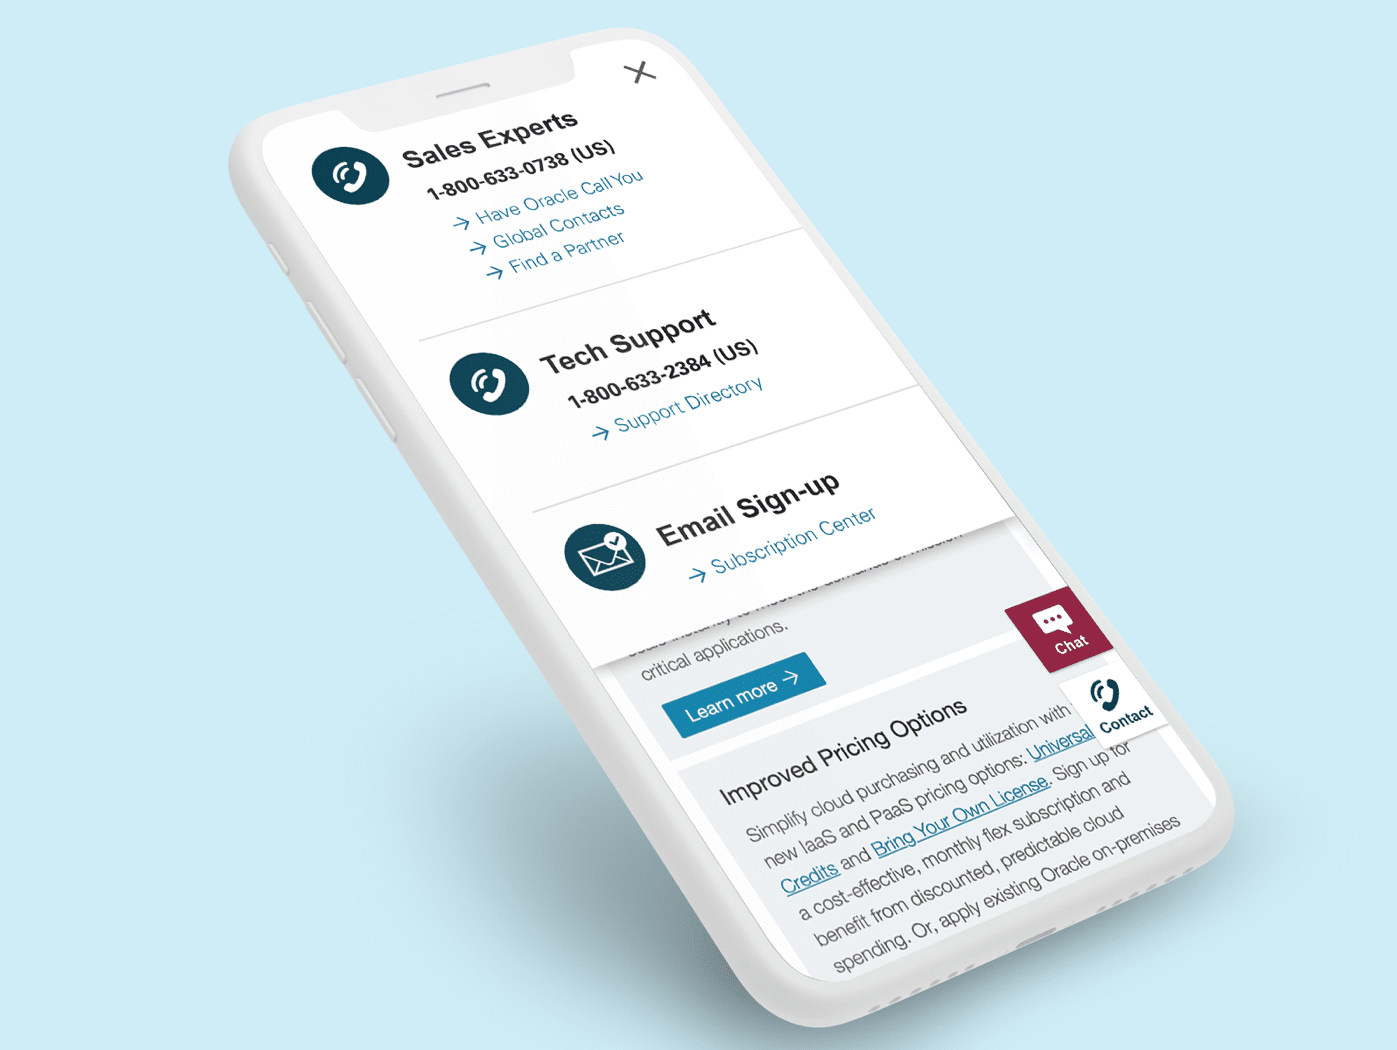 Sales Experts
1-800-633-0738 (US)
→ Have Oracle Call You
→ Global Contacts
→ Find a Partner
Tech Support
1-800-633-2384 (US)
→ Support Directory
Email Sign-up
→ Subscription Center
critical applications.
Learn more →
Chat
Contact
Improved Pricing Options
Simplify cloud purchasing and utilization with
new IaaS and PaaS pricing options: Universal
Credits and Bring Your Own License. Sign up for
a cost-effective, monthly flex subscription and
benefit from discounted, predictable cloud
spending. Or, apply existing Oracle on-premises